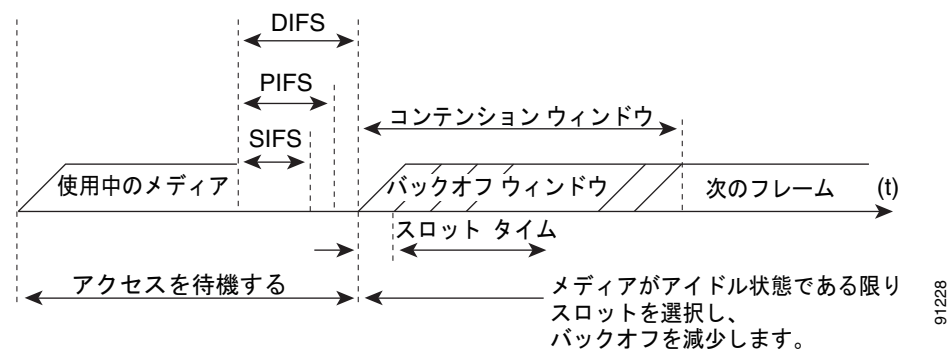 DIFS
PIFS
コンテンション ウィンドウ
SIFS
使用中のメディア
バックオフ ウィンドウ
次のフレーム
(t)
スロット タイム
アクセスを待機する
メディアがアイドル状態である限り
スロットを選択し、
バックオフを減少します。
91228